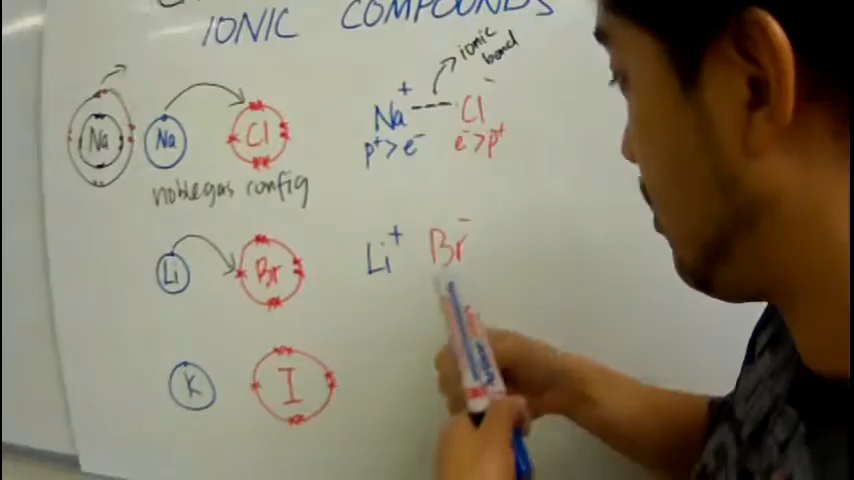 IONIC COMPOUNDS
ionic
bond
Na Na Cl
Na⁺ --- Cl⁻
p⁺>e⁻ e⁻>p⁺
noble gas config
Li Br
Li⁺ Br⁻
K I